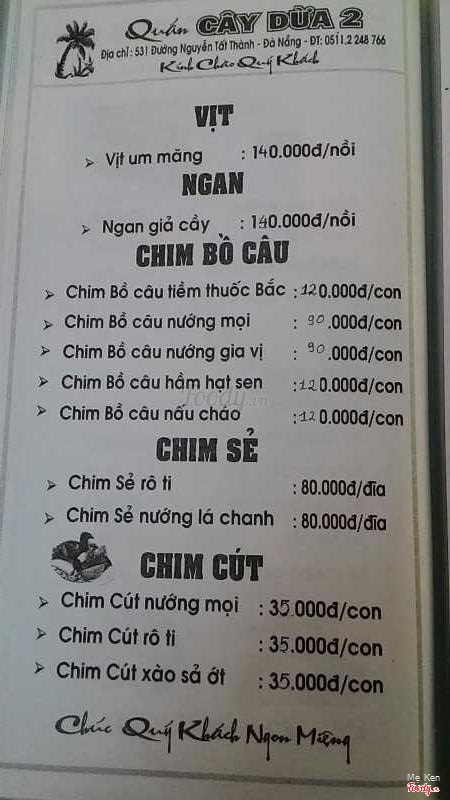 Quán CÂY DỪA 2
Địa chỉ : 531 Đường Nguyễn Tất Thành - Đà Nẵng - ĐT: 0511.2 248 766
Kính Chào Quý Khách
VỊT
Vịt um măng : 140.000đ/nồi
NGAN
Ngan giả cầy : 140.000đ/nồi
CHIM BỒ CÂU
Chim Bồ câu tiềm thuốc Bắc : 120.000đ/con
Chim Bồ câu nướng mọi : 90.000đ/con
Chim Bồ câu nướng gia vị : 90.000đ/con
Chim Bồ câu hầm hạt sen : 120.000đ/con
Chim Bồ câu nấu cháo : 120.000đ/con
foody.vn
CHIM SẺ
Chim Sẻ rô ti : 80.000đ/đĩa
Chim Sẻ nướng lá chanh : 80.000đ/đĩa
CHIM CÚT
Chim Cút nướng mọi : 35.000đ/con
Chim Cút rô ti : 35.000đ/con
Chim Cút xào sả ớt : 35.000đ/con
Chúc Quý Khách Ngon Miệng
Me Ken
foody.vn